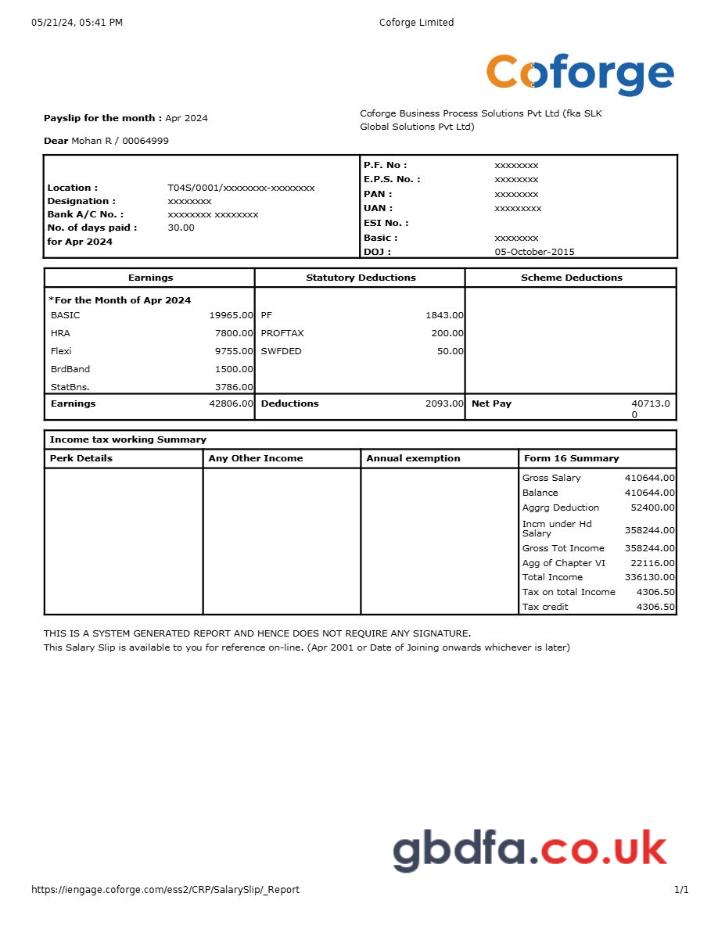 05/21/24, 05:41 PM Coforge Limited
Coforge
Payslip for the month : Apr 2024
Coforge Business Process Solutions Pvt Ltd (fka SLK
Global Solutions Pvt Ltd)
Dear Mohan R / 00064999
Location : T04S/0001/xxxxxxxx-xxxxxxxx
Designation : xxxxxxxx
Bank A/C No. : xxxxxxxx xxxxxxxx
No. of days paid : 30.00
for Apr 2024
P.F. No : xxxxxxxx
E.P.S. No : xxxxxxxx
PAN : xxxxxxxx
UAN : xxxxxxxxx
ESI No. :
Basic : xxxxxxxx
DOJ : 05-October-2015
Earnings Statutory Deductions Scheme Deductions
*For the Month of Apr 2024
BASIC 19965.00 PF 1843.00
HRA 7800.00 PROFTAX 200.00
Flexi 9755.00 SWFDED 50.00
BrdBand 1500.00
StatBns. 3786.00
Earnings 42806.00 Deductions 2093.00 Net Pay 40713.0
0
Income tax working Summary
Perk Details Any Other Income Annual exemption Form 16 Summary
Gross Salary 410644.00
Balance 410644.00
Aggrg Deduction 52400.00
Incm under Hd
Salary 358244.00
Gross Tot Income 358244.00
Agg of Chapter VI 22116.00
Total Income 336130.00
Tax on total Income 4306.50
Tax credit 4306.50
THIS IS A SYSTEM GENERATED REPORT AND HENCE DOES NOT REQUIRE ANY SIGNATURE.
This Salary Slip is available to you for reference on-line. (Apr 2001 or Date of Joining onwards whichever is later)
gbdfa.co.uk
https://iengage.coforge.com/ess2/CRP/SalarySlip/_Report 1/1